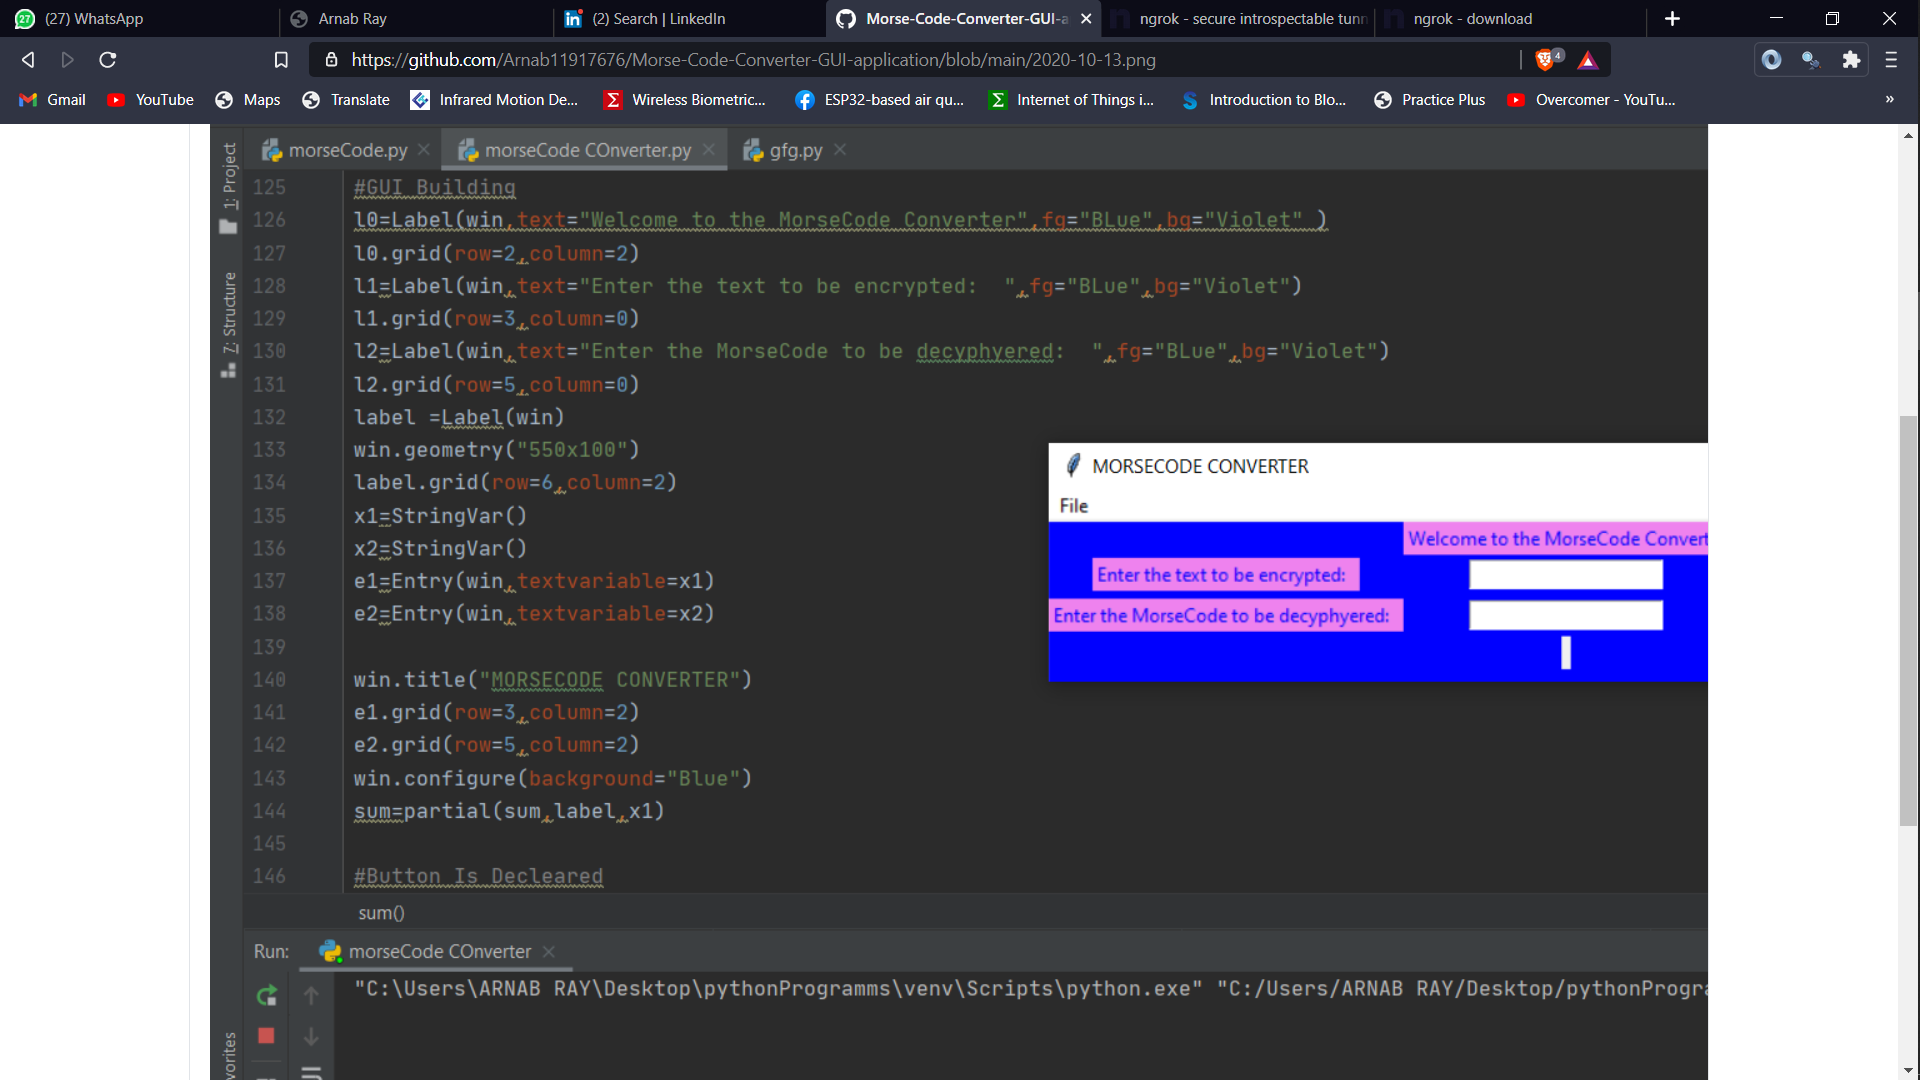 (27) WhatsApp
Arnab Ray
(2) Search | LinkedIn
Morse-Code-Converter-GUI-a
ngrok - secure introspectable tunn
ngrok - download
https://github.com/Arnab11917676/Morse-Code-Converter-GUI-application/blob/main/2020-10-13.png
4
Gmail
YouTube
Maps
Translate
Infrared Motion De...
Wireless Biometric...
ESP32-based air qu...
Internet of Things i...
Introduction to Blo...
Practice Plus
Overcomer - YouTu...
»
1: Project
7: Structure
vorites
morseCode.py
morseCode COnverter.py
gfg.py
125 #GUI Building
126 l0=Label(win,text="Welcome to the MorseCode Converter",fg="BLue",bg="Violet" )
127 l0.grid(row=2,column=2)
128 l1=Label(win,text="Enter the text to be encrypted:  ",fg="BLue",bg="Violet")
129 l1.grid(row=3,column=0)
130 l2=Label(win,text="Enter the MorseCode to be decyphyered:  ",fg="BLue",bg="Violet")
131 l2.grid(row=5,column=0)
132 label =Label(win)
133 win.geometry("550x100")
134 label.grid(row=6,column=2)
135 x1=StringVar()
136 x2=StringVar()
137 e1=Entry(win,textvariable=x1)
138 e2=Entry(win,textvariable=x2)
139
140 win.title("MORSECODE CONVERTER")
141 e1.grid(row=3,column=2)
142 e2.grid(row=5,column=2)
143 win.configure(background="Blue")
144 sum=partial(sum,label,x1)
145
146 #Button Is Decleared
MORSECODE CONVERTER
File
Welcome to the MorseCode Convert
Enter the text to be encrypted:
Enter the MorseCode to be decyphyered:
sum()
Run: morseCode COnverter
"C:\Users\ARNAB RAY\Desktop\pythonProgramms\venv\Scripts\python.exe" "C:/Users/ARNAB RAY/Desktop/pythonProgra